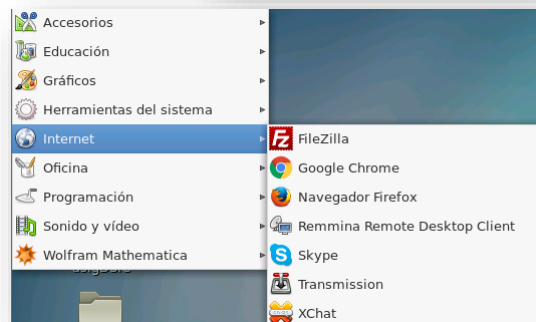 Accesorios
Educación
Gráficos
Herramientas del sistema
Internet
Oficina
Programación
Sonido y vídeo
Wolfram Mathematica
FileZilla
Google Chrome
Navegador Firefox
Remmina Remote Desktop Client
Skype
Transmission
XChat